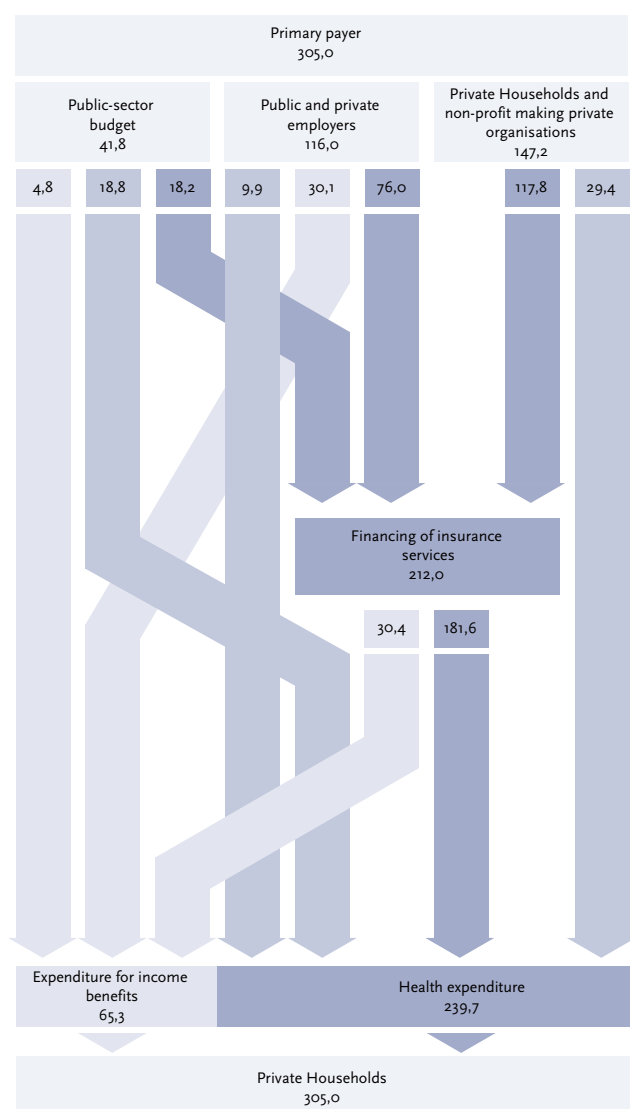 Primary payer
305,0
Public-sector
budget
41,8
Public and private
employers
116,0
Private Households and
non-profit making private
organisations
147,2
4,8
18,8
18,2
9,9
30,1
76,0
117,8
29,4
Financing of insurance
services
212,0
30,4
181,6
Expenditure for income
benefits
65,3
Health expenditure
239,7
Private Households
305,0